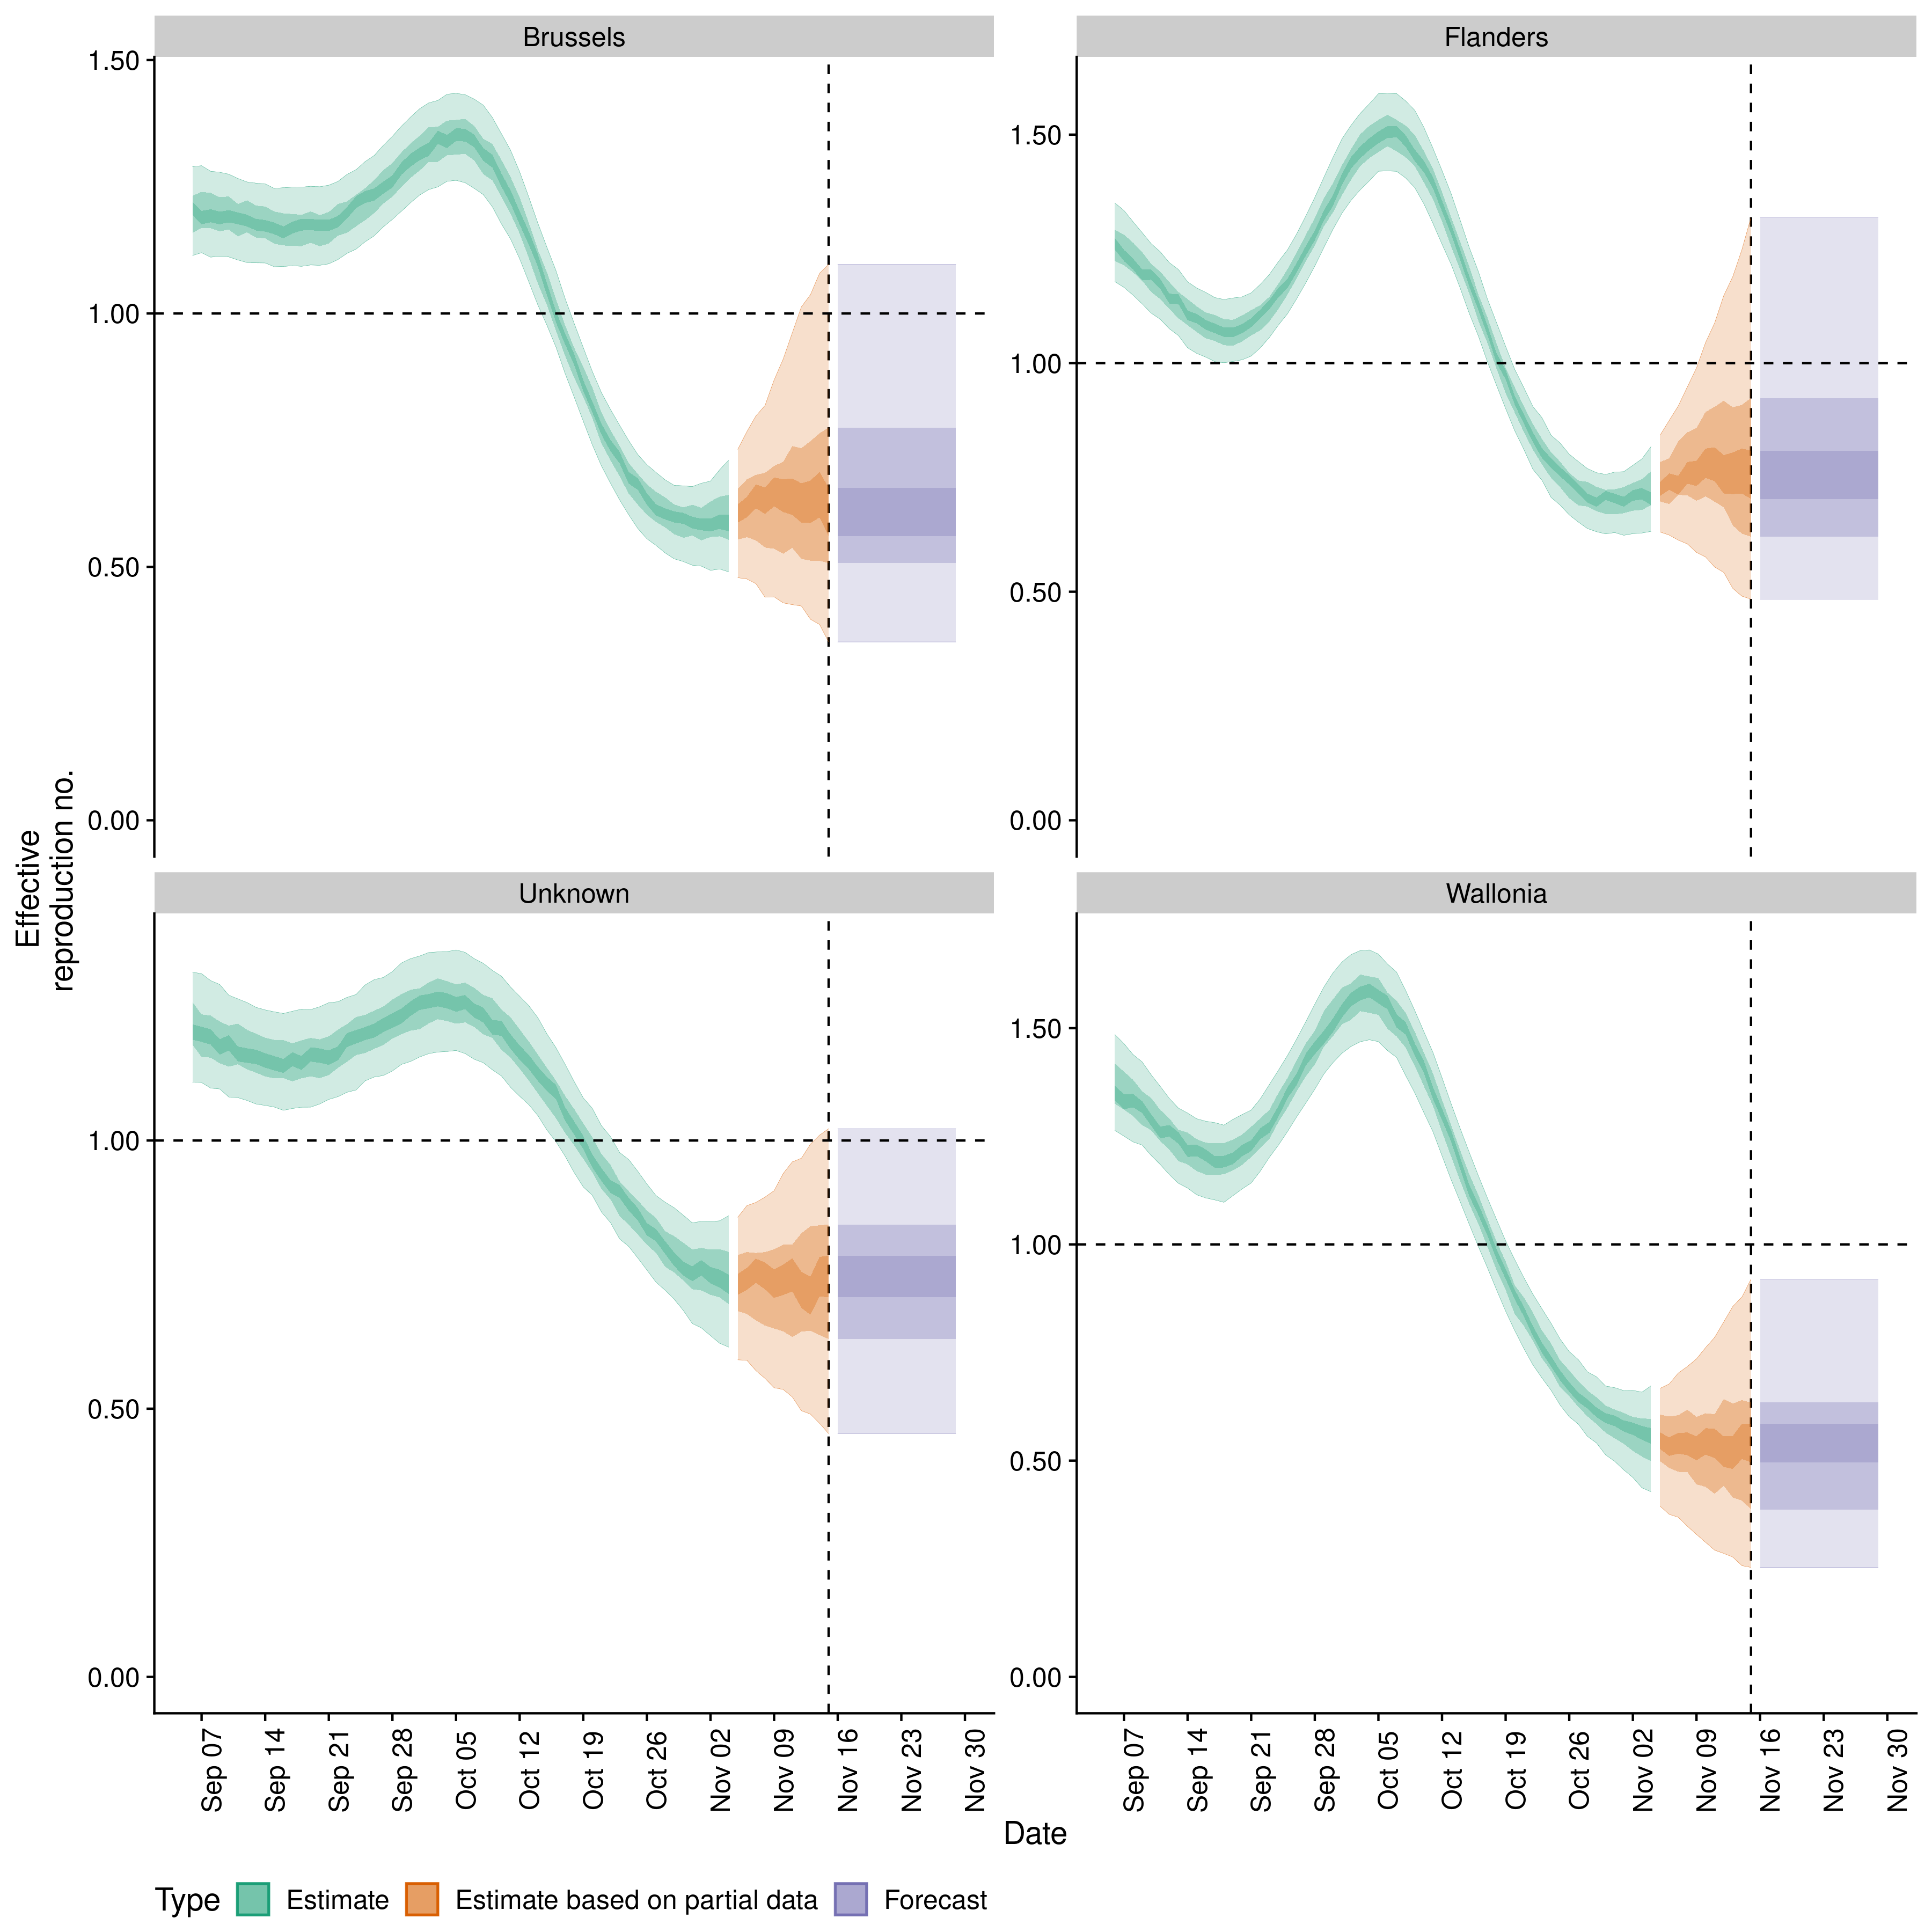 Brussels
Flanders
1.50
1.00
0.50
0.00
1.50
1.00
0.50
0.00
Effective
reproduction no.
Unknown
Wallonia
1.00
0.50
0.00
1.50
1.00
0.50
0.00
Sep 07
Sep 14
Sep 21
Sep 28
Oct 05
Oct 12
Oct 19
Oct 26
Nov 02
Nov 09
Nov 16
Nov 23
Nov 30
Sep 07
Sep 14
Sep 21
Sep 28
Oct 05
Oct 12
Oct 19
Oct 26
Nov 02
Nov 09
Nov 16
Nov 23
Nov 30
Date
Type Estimate Estimate based on partial data Forecast